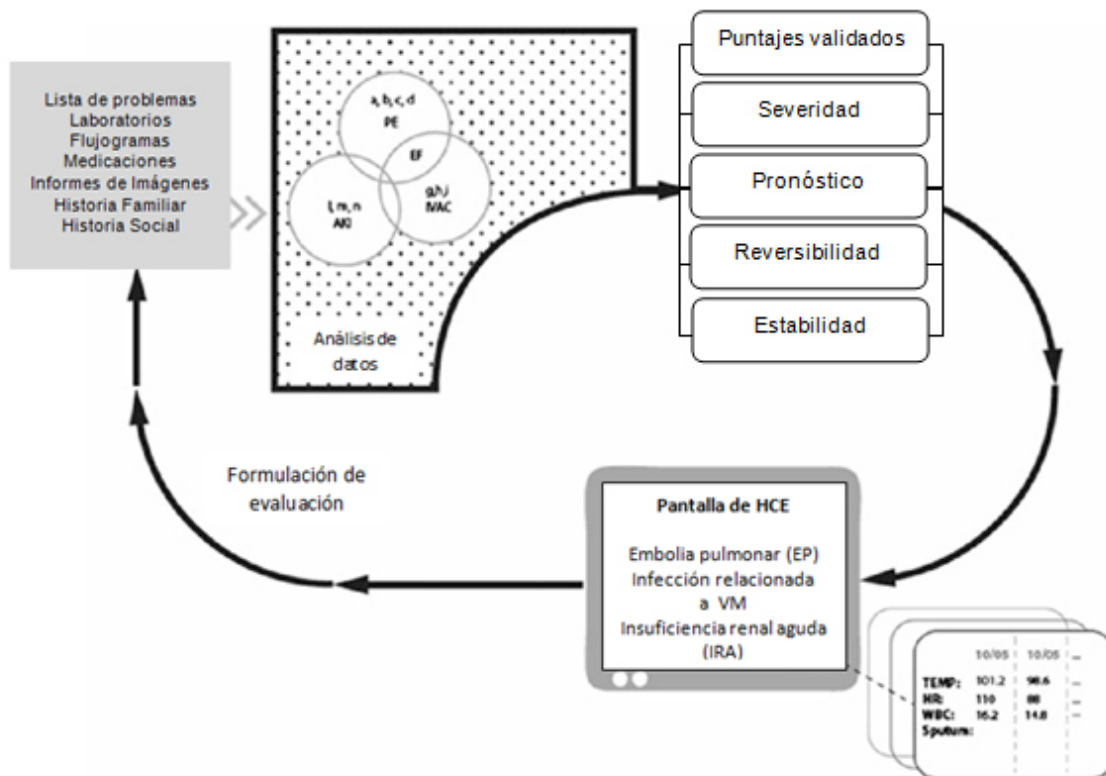 Lista de problemas
Laboratorios
Flujogramas
Medicaciones
Informes de Imágenes
Historia Familiar
Historia Social
a, b, c, d
PE
EF
g,h,i
IVAC
l, m, n
AKI
Análisis de
datos
Puntajes validados
Severidad
Pronóstico
Reversibilidad
Estabilidad
Formulación de
evaluación
Pantalla de HCE
Embolia pulmonar (EP)
Infección relacionada
a VM
Insuficiencia renal aguda
(IRA)
10/05 10/05 _
TEMP: 101.2 98.6 _
HR: 110 88 _
WBC: 16.2 14.8 _
Sputum: